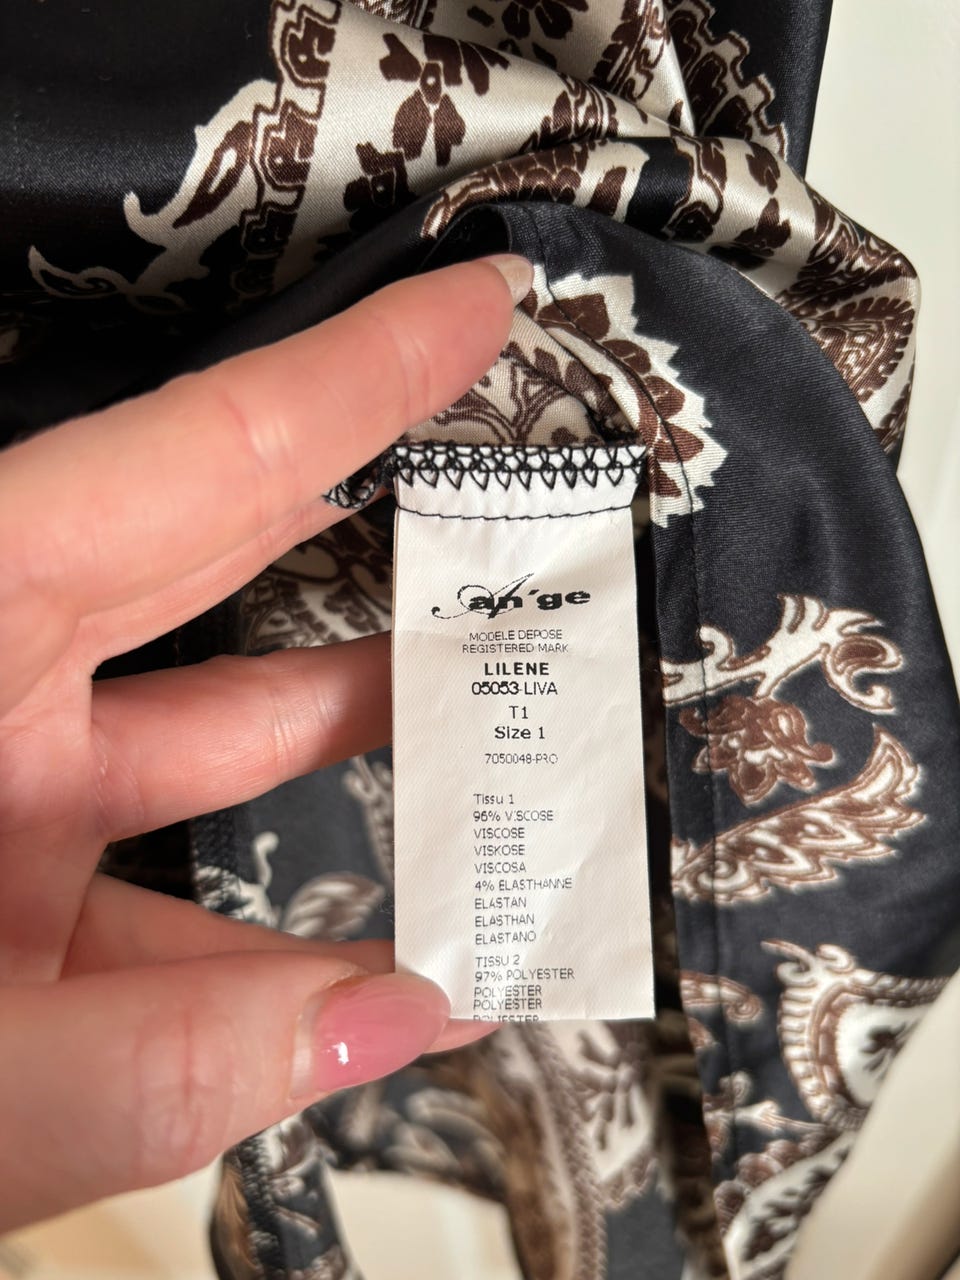 an'ge
MODELE DEPOSE
REGISTERED MARK
LILENE
05053-LIVA
T1
Size 1
7050048-PRO
Tissu 1
96% VISCOSE
VISCOSE
VISKOSE
VISCOSA
4% ELASTHANNE
ELASTAN
ELASTHAN
ELASTANO
TISSU 2
97% POLYESTER
POLYESTER
POLYESTER
POLIESTER